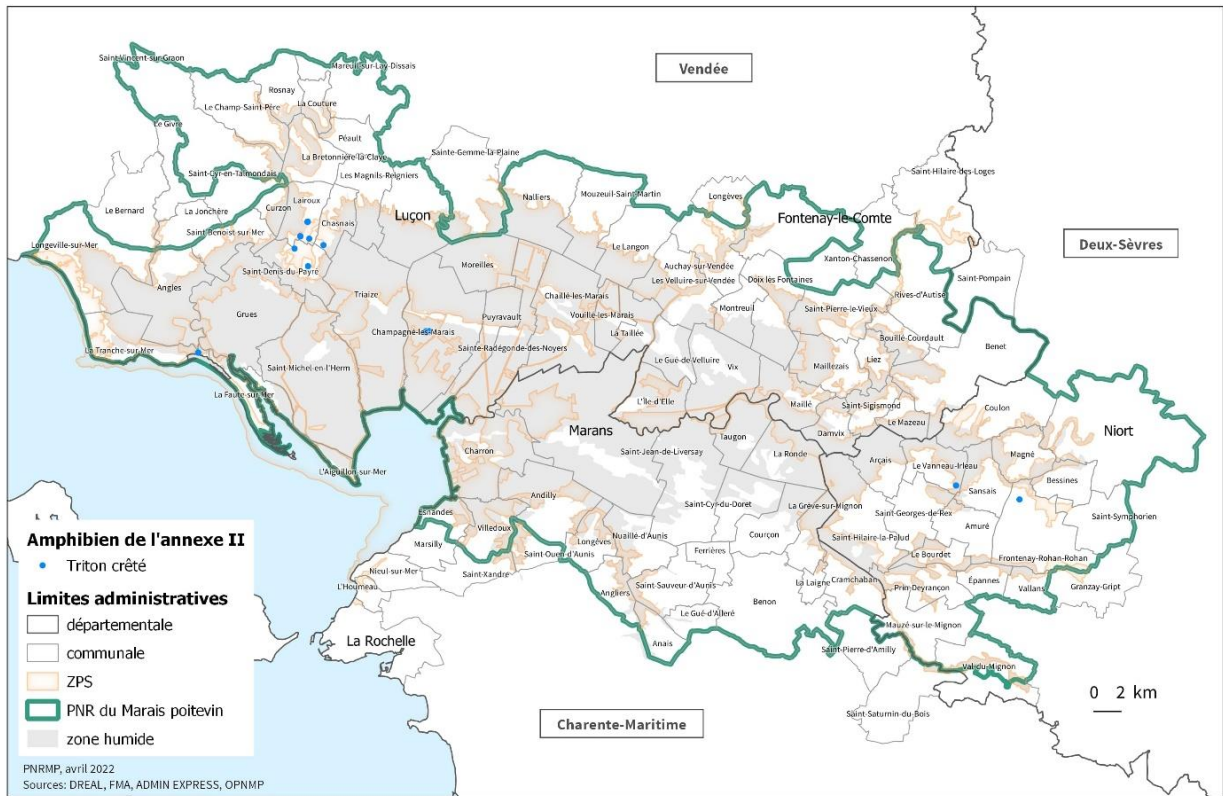 Vendée
Saint-Vincent-sur-Graon
Mareuil-sur-Lay-Dissais
Rosnay
Le Champ-Saint-Père
La Couture
Le Givre
Péault
La Bretonnière-la-Claye
Sainte-Gemme-la-Plaine
Saint-Hilaire-des-Loges
Saint-Cyr-en-Talmondais
Les Magnils-Reigniers
Nalliers
Mouzeuil-Saint-Martin
Longèves
Le Bernard
La Jonchère
Curzon
Lairoux
Luçon
Fontenay-le-Comte
Chasnais
Saint-Benoist-sur-Mer
Deux-Sèvres
Longeville-sur-Mer
Le Langon
Xanton-Chassenon
Auchay-sur-Vendée
Moreilles
Saint-Denis-du-Payré
Les Velluire-sur-Vendée
Doix lès Fontaines
Saint-Pompain
Angles
Triaize
Chaillé-les-Marais
Rives-d'Autise
Grues
Puyravault
Vouillé-les-Marais
Montreuil
Saint-Pierre-le-Vieux
Champagné-les-Marais
La Taillée
Bouillé-Courdault
Benet
La Tranche-sur-Mer
Sainte-Radégonde-des-Noyers
Le Gué-de-Velluire
Vix
Maillezais
Liez
Saint-Michel-en-l'Herm
La Faute-sur-Mer
L'Île-d'Elle
Maillé
Saint-Sigismond
Coulon
Le Mazeau
Niort
Marans
Damvix
Taugon
L'Aiguillon-sur-Mer
Charron
Saint-Jean-de-Liversay
La Ronde
Arçais
Le Vanneau-Irleau
Magné
Bessines
Sansais
Andilly
Saint-Cyr-du-Doret
La Grève-sur-Mignon
Saint-Georges-de-Rex
Amuré
Saint-Symphorien
Esnandes
Villedoux
Nuaillé-d'Aunis
Courçon
Saint-Hilaire-la-Palud
Marsilly
Longèves
Saint-Ouen-d'Aunis
Ferrières
Le Bourdet
Frontenay-Rohan-Rohan
Nieul-sur-Mer
Saint-Xandre
L'Houmeau
Angliers
Saint-Sauveur-d'Aunis
La Laigne
Cramchaban
Prin-Deyrançon
Épannes
Vallans
Granzay-Gript
Benon
Le Gué-d'Alleré
La Rochelle
Anais
Mauzé-sur-le-Mignon
Saint-Pierre-d'Amilly
Val-du-Mignon
Saint-Saturnin-du-Bois
Charente-Maritime
0 2 km
Amphibien de l'annexe II
Triton crêté
Limites administratives
départementale
communale
ZPS
PNR du Marais poitevin
zone humide
PNRMP, avril 2022
Sources: DREAL, FMA, ADMIN EXPRESS, OPNMP